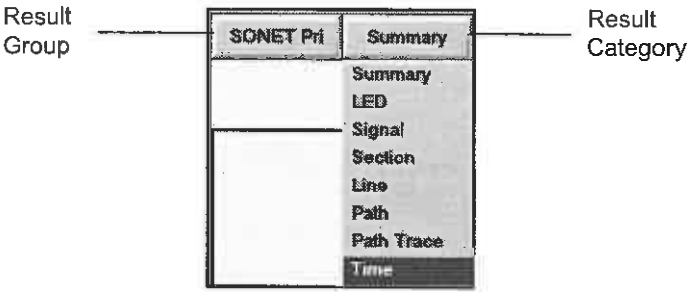 Result
Group
SONET Pri
Summary
Result
Category
Summary
LED
Signal
Section
Line
Path
Path Trace
Time